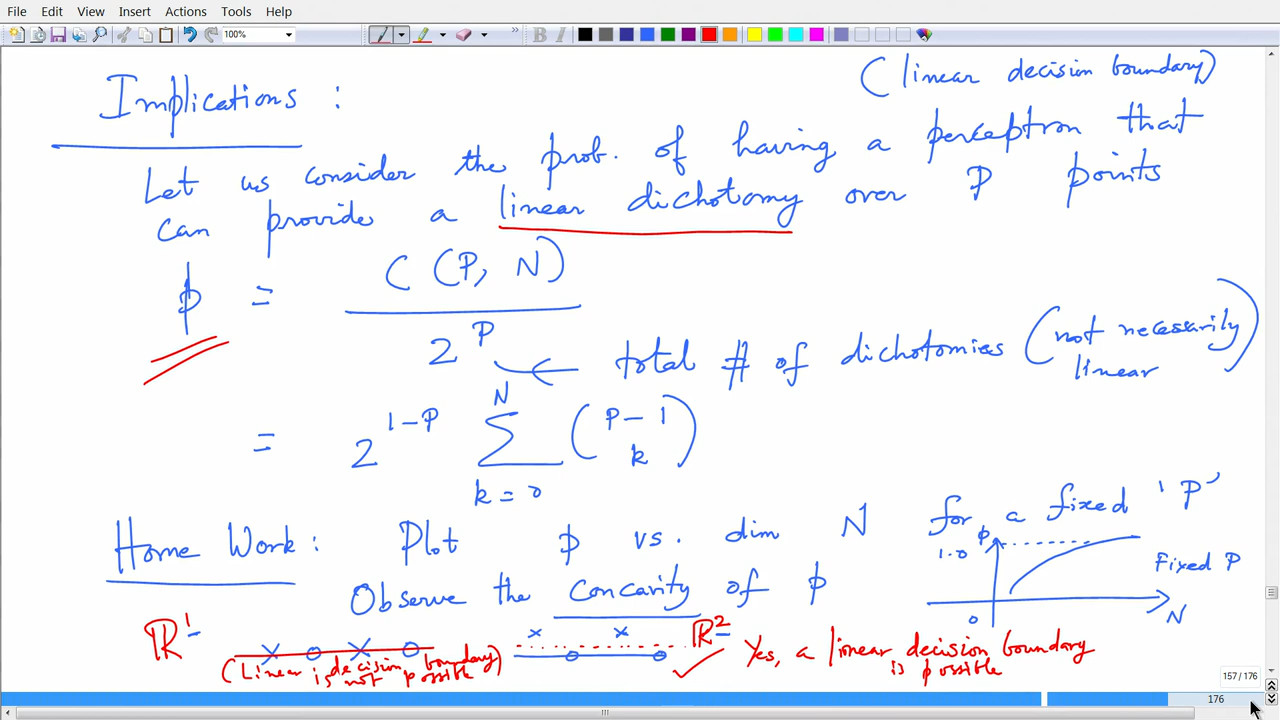 File Edit View Insert Actions Tools Help
100%
B I U
(linear decision boundary)
Implications :
Let us consider the prob. of having a perceptron that
can provide a linear dichotomy over P points
p = C (P, N) / 2^P ← total # of dichotomies (not necessarily linear)
= 2^{1-P} \sum_{k=0}^{N} \binom{P-1}{k}
Home Work : Plot p vs. dim N for a fixed 'P'
Observe the concavity of p
p
1.0
0
N
Fixed P
ℝ^1
x o x o
(Linear decision boundary) is not possible
x x
o o
ℝ^2
Yes, a linear decision boundary is possible
157 / 176
176